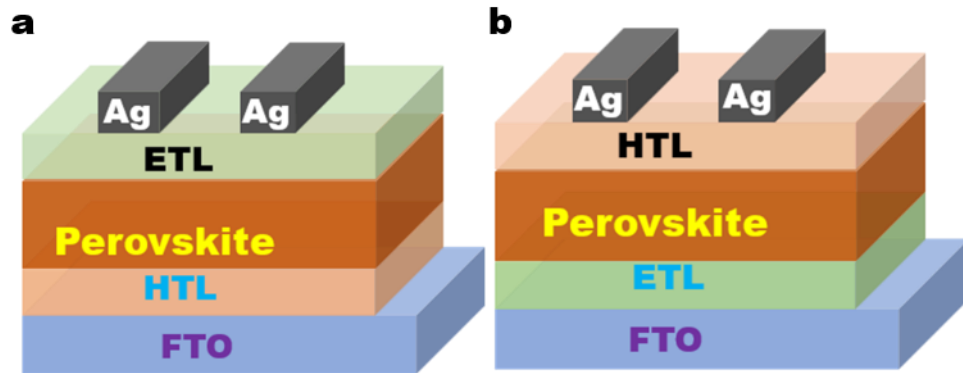 a
Ag Ag
ETL
Perovskite
HTL
FTO
b
Ag Ag
HTL
Perovskite
ETL
FTO